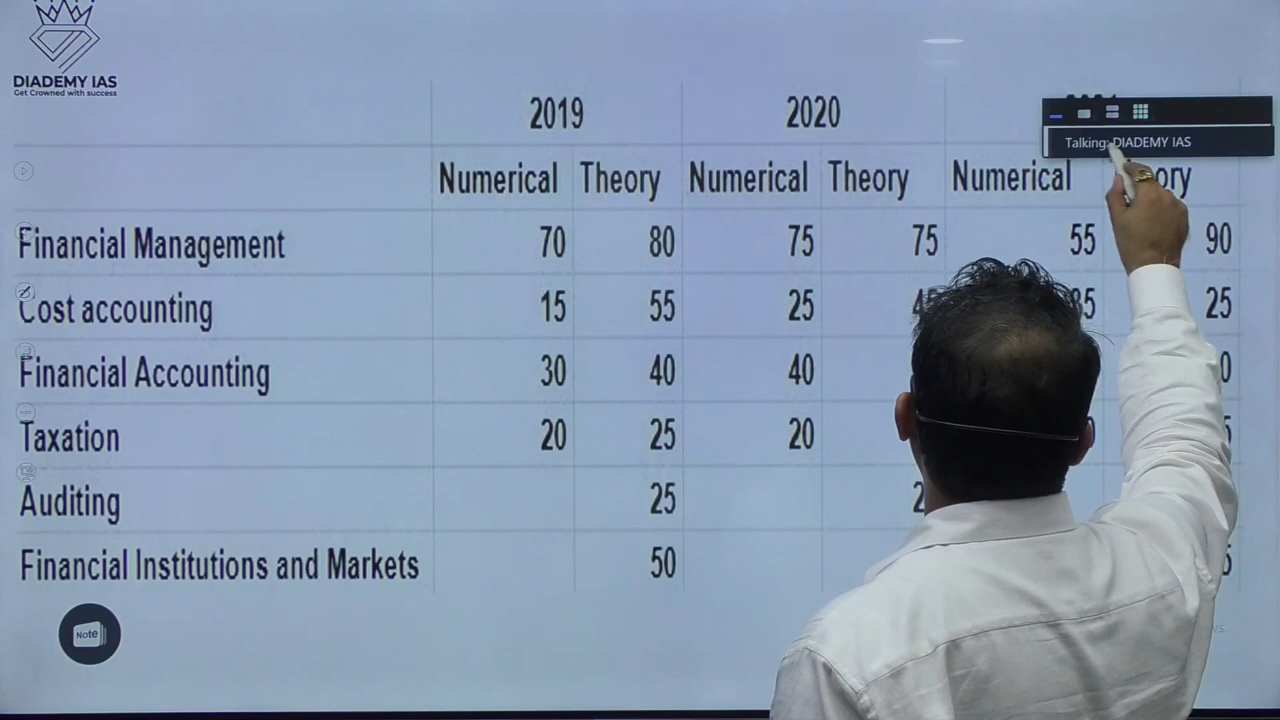 DIADEMY IAS
Get Crowned with success
2019 2020
Talking: DIADEMY IAS
Numerical Theory Numerical Theory Numerical
Financial Management 70 80 75 75 55 90
Cost accounting 15 55 25 25
Financial Accounting 30 40 40
Taxation 20 25 20
Auditing 25
Financial Institutions and Markets 50
Note